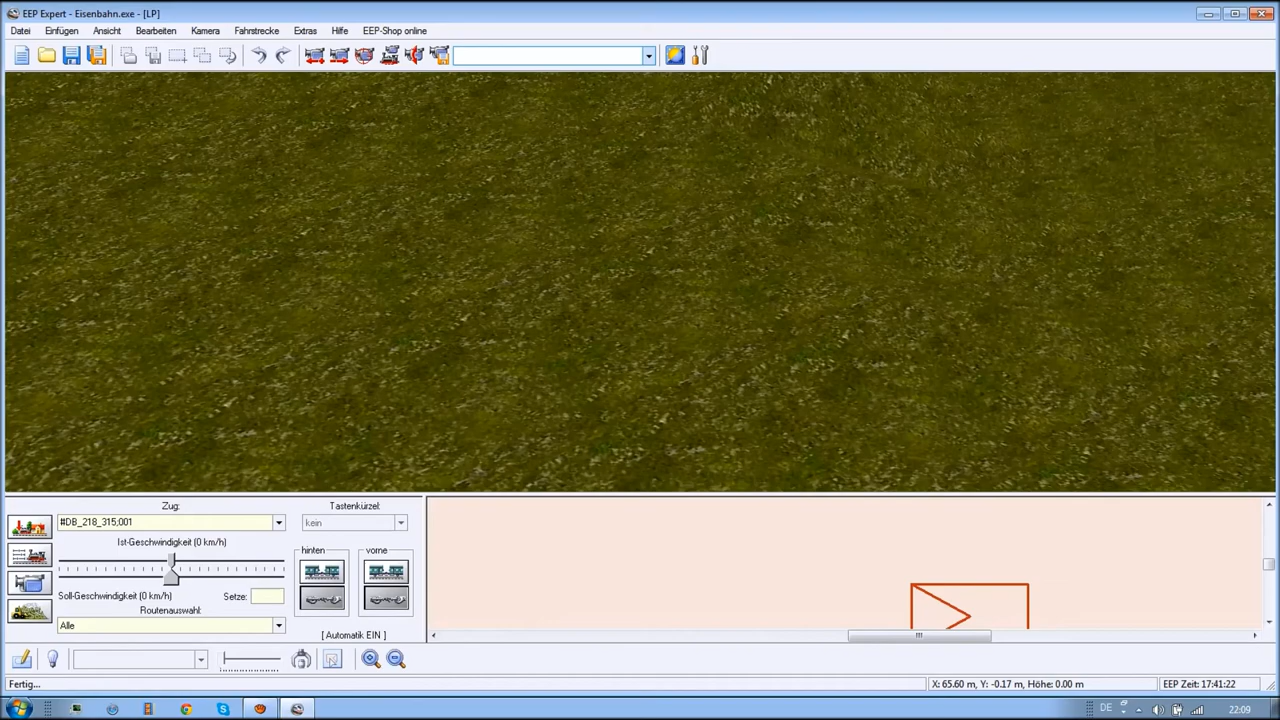 EEP Expert - Eisenbahn.exe - [LP]
Datei Einfügen Ansicht Bearbeiten Kamera Fahrstrecke Extras Hilfe EEP-Shop online
Zug:
#DB_218_315;001
Ist-Geschwindigkeit (0 km/h)
Soll-Geschwindigkeit (0 km/h)
Setze:
Routenauswahl:
Alle
Tastenkürzel:
kein
hinten vorne
[ Automatik EIN ]
Fertig...
X: 65.60 m, Y: -0.17 m, Höhe: 0.00 m
EEP Zeit: 17:41:22
DE
22:09